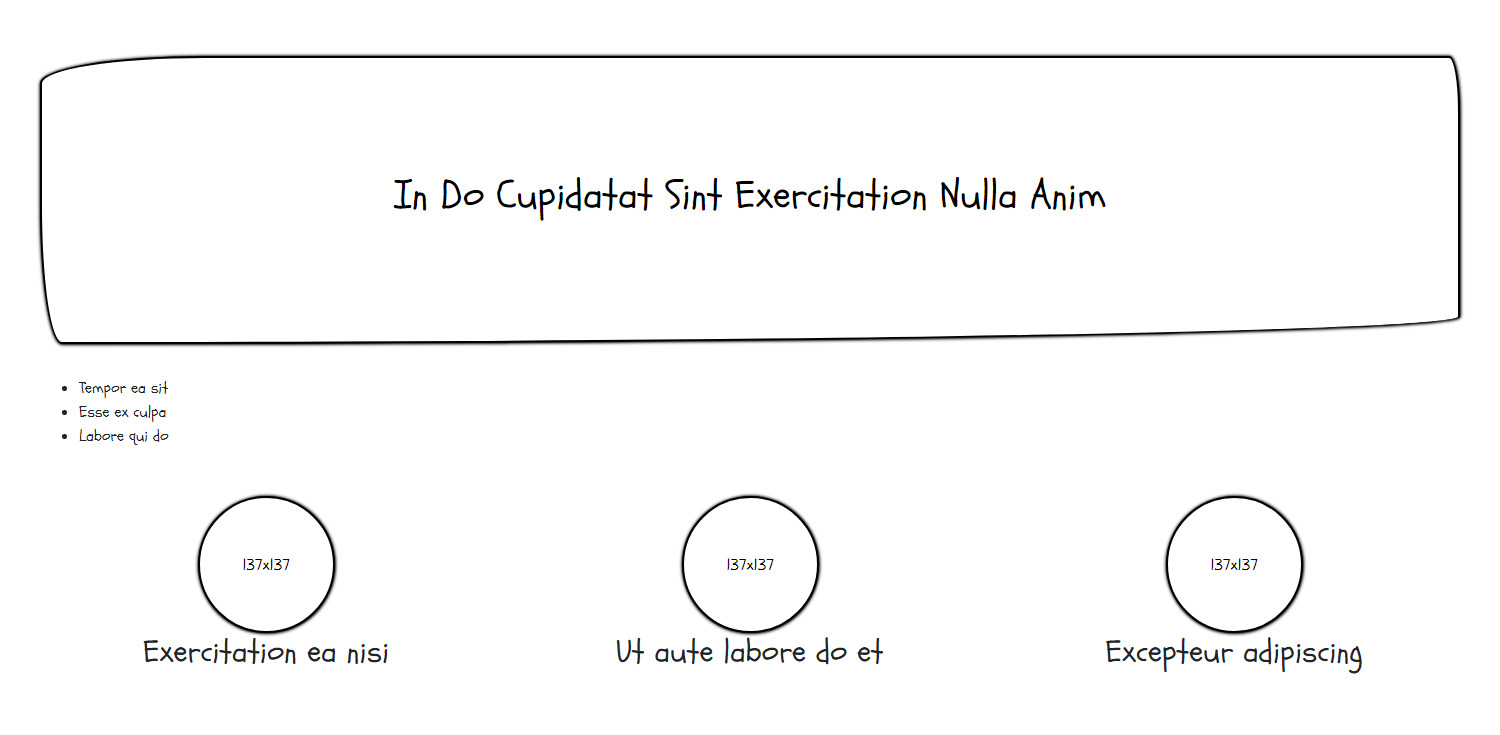 In Do Cupidatat Sint Exercitation Nulla Anim
Tempor ea sit
Esse ex culpa
Labore qui do
137x137
137x137
137x137
Exercitation ea nisi
Ut aute labore do et
Excepteur adipiscing